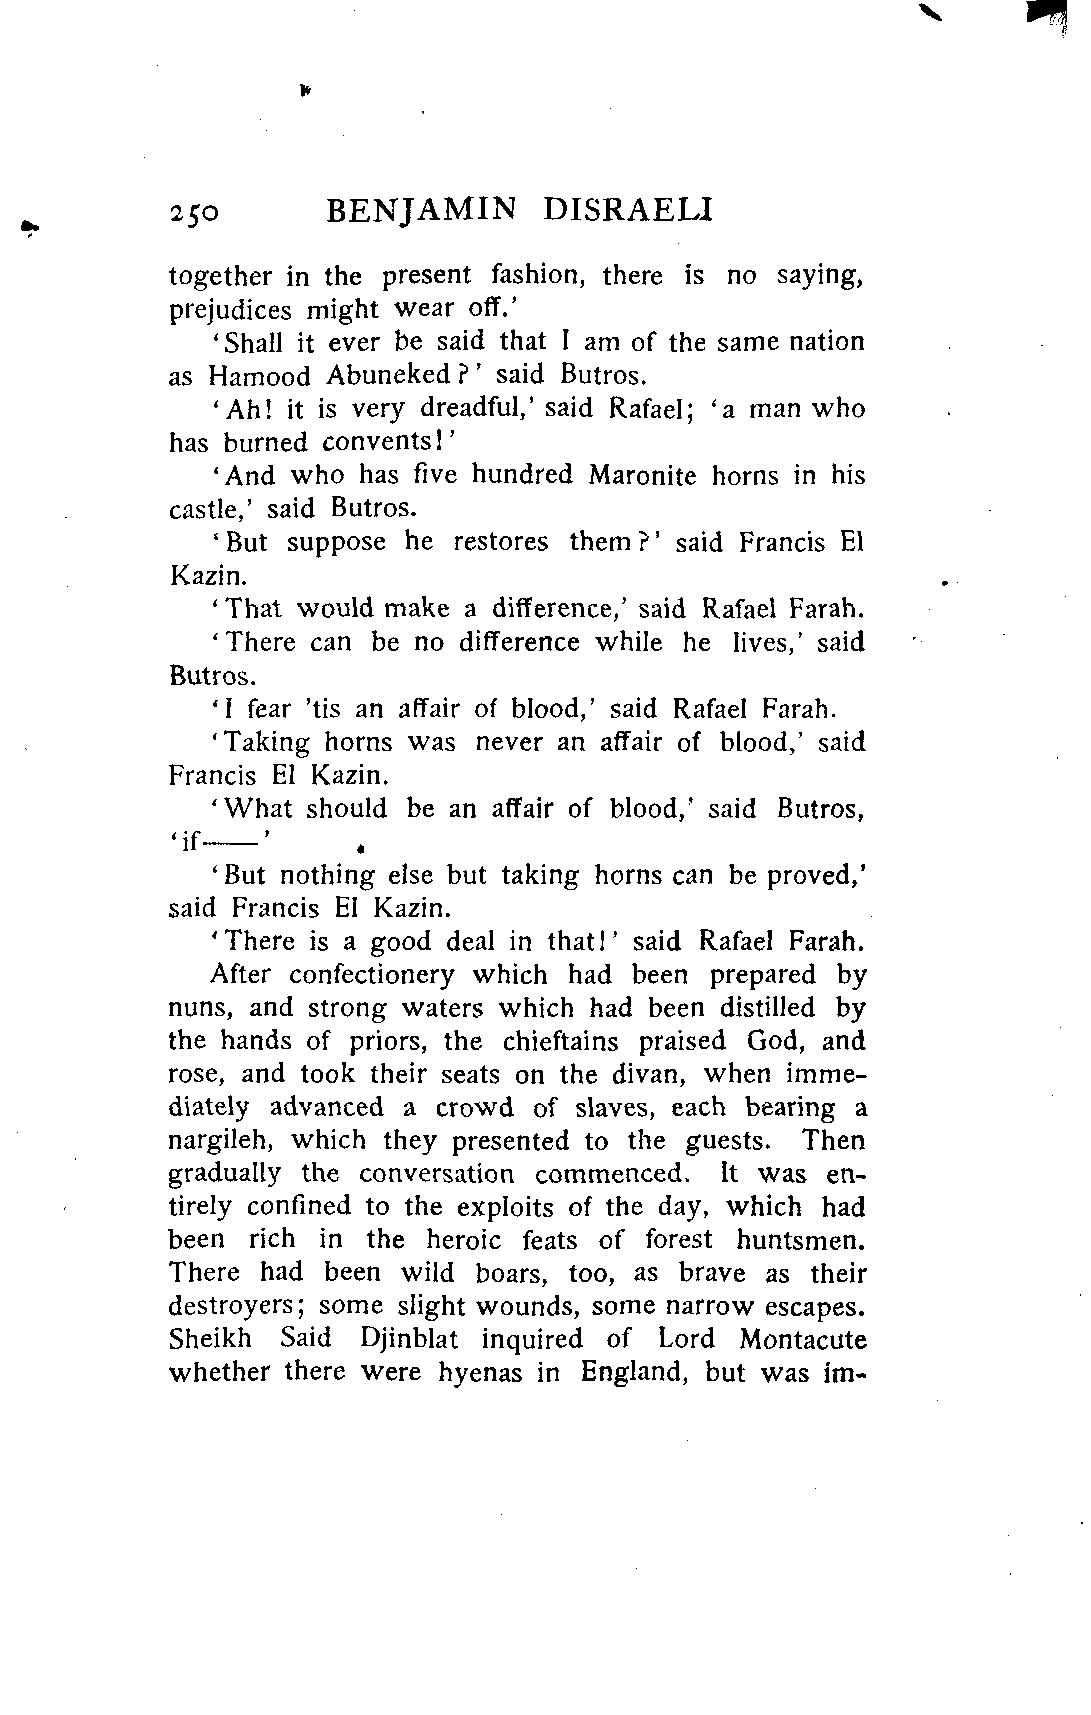 250 BENJAMIN DISRAELI
together in the present fashion, there is no saying,
prejudices might wear off.'
'Shall it ever be said that I am of the same nation
as Hamood Abuneked?' said Butros.
'Ah! it is very dreadful,' said Rafael; 'a man who
has burned convents!'
'And who has five hundred Maronite horns in his
castle,' said Butros.
'But suppose he restores them?' said Francis El
Kazin.
'That would make a difference,' said Rafael Farah.
'There can be no difference while he lives,' said
Butros.
'I fear 'tis an affair of blood,' said Rafael Farah.
'Taking horns was never an affair of blood,' said
Francis El Kazin.
'What should be an affair of blood,' said Butros,
'if——'
'But nothing else but taking horns can be proved,'
said Francis El Kazin.
'There is a good deal in that!' said Rafael Farah.
After confectionery which had been prepared by
nuns, and strong waters which had been distilled by
the hands of priors, the chieftains praised God, and
rose, and took their seats on the divan, when imme-
diately advanced a crowd of slaves, each bearing a
nargileh, which they presented to the guests. Then
gradually the conversation commenced. It was en-
tirely confined to the exploits of the day, which had
been rich in the heroic feats of forest huntsmen.
There had been wild boars, too, as brave as their
destroyers; some slight wounds, some narrow escapes.
Sheikh Said Djinblat inquired of Lord Montacute
whether there were hyenas in England, but was im-